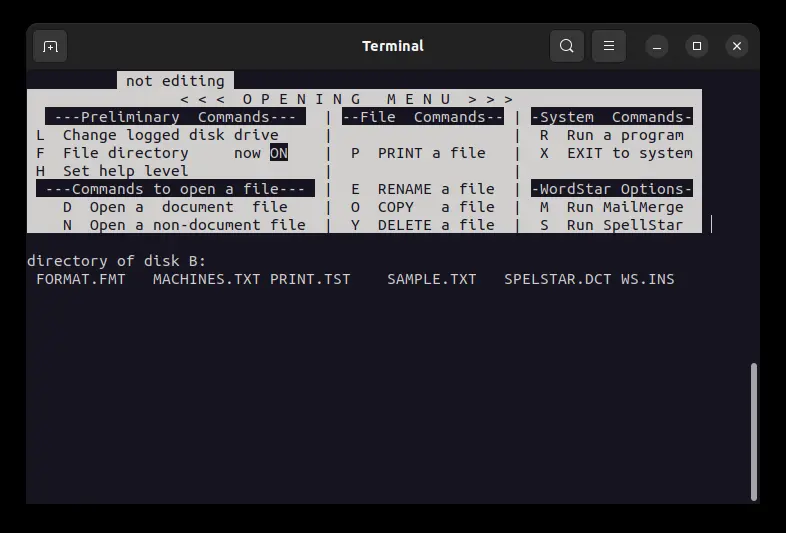 Terminal
not editing
< < <  O P E N I N G   M E N U  > > >
---Preliminary  Commands---  |  --File  Commands--  |  -System  Commands-
L  Change logged disk drive  |  |  R  Run a program
F  File directory     now ON  |  P  PRINT a file  |  X  EXIT to system
H  Set help level  |  |
---Commands to open a file---  |  E  RENAME a file  |  -WordStar Options-
D  Open a  document  file  |  O  COPY   a file  |  M  Run MailMerge
N  Open a non-document file  |  Y  DELETE a file  |  S  Run SpellStar
directory of disk B:
FORMAT.FMT   MACHINES.TXT PRINT.TST    SAMPLE.TXT   SPELSTAR.DCT WS.INS